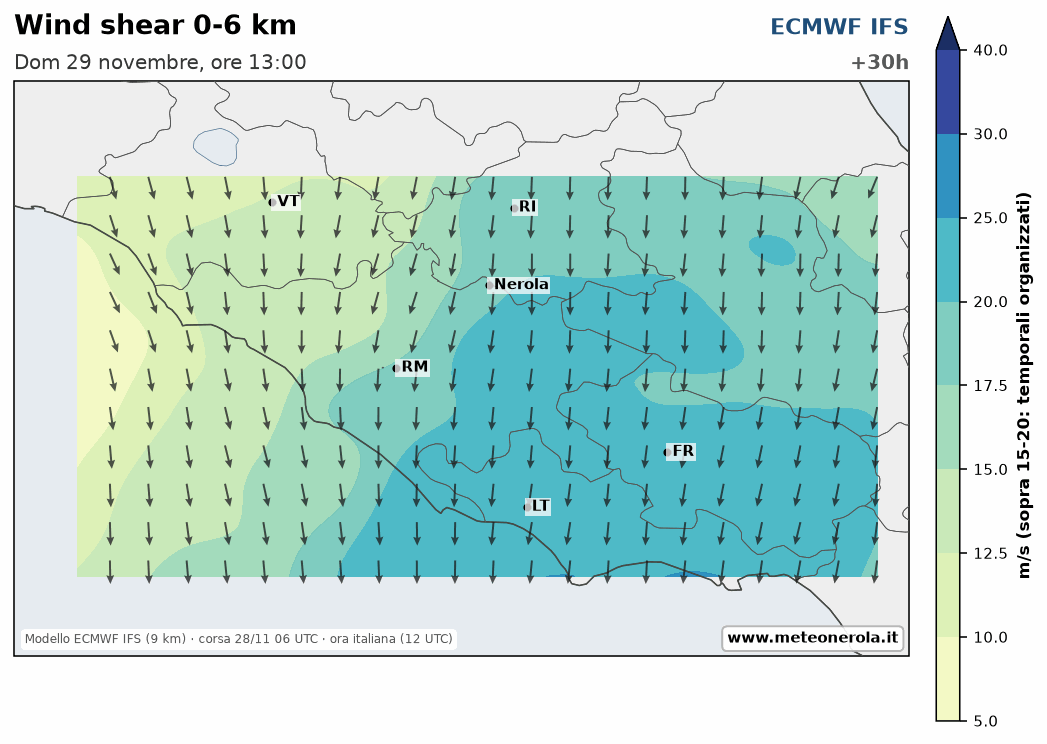 Wind shear 0-6 km
ECMWF IFS
Dom 29 novembre, ore 13:00
+30h
VT
RI
Nerola
RM
FR
LT
Modello ECMWF IFS (9 km) · corsa 28/11 06 UTC · ora italiana (12 UTC)
www.meteonerola.it
40.0
30.0
25.0
20.0
17.5
15.0
12.5
10.0
5.0
m/s (sopra 15-20: temporali organizzati)